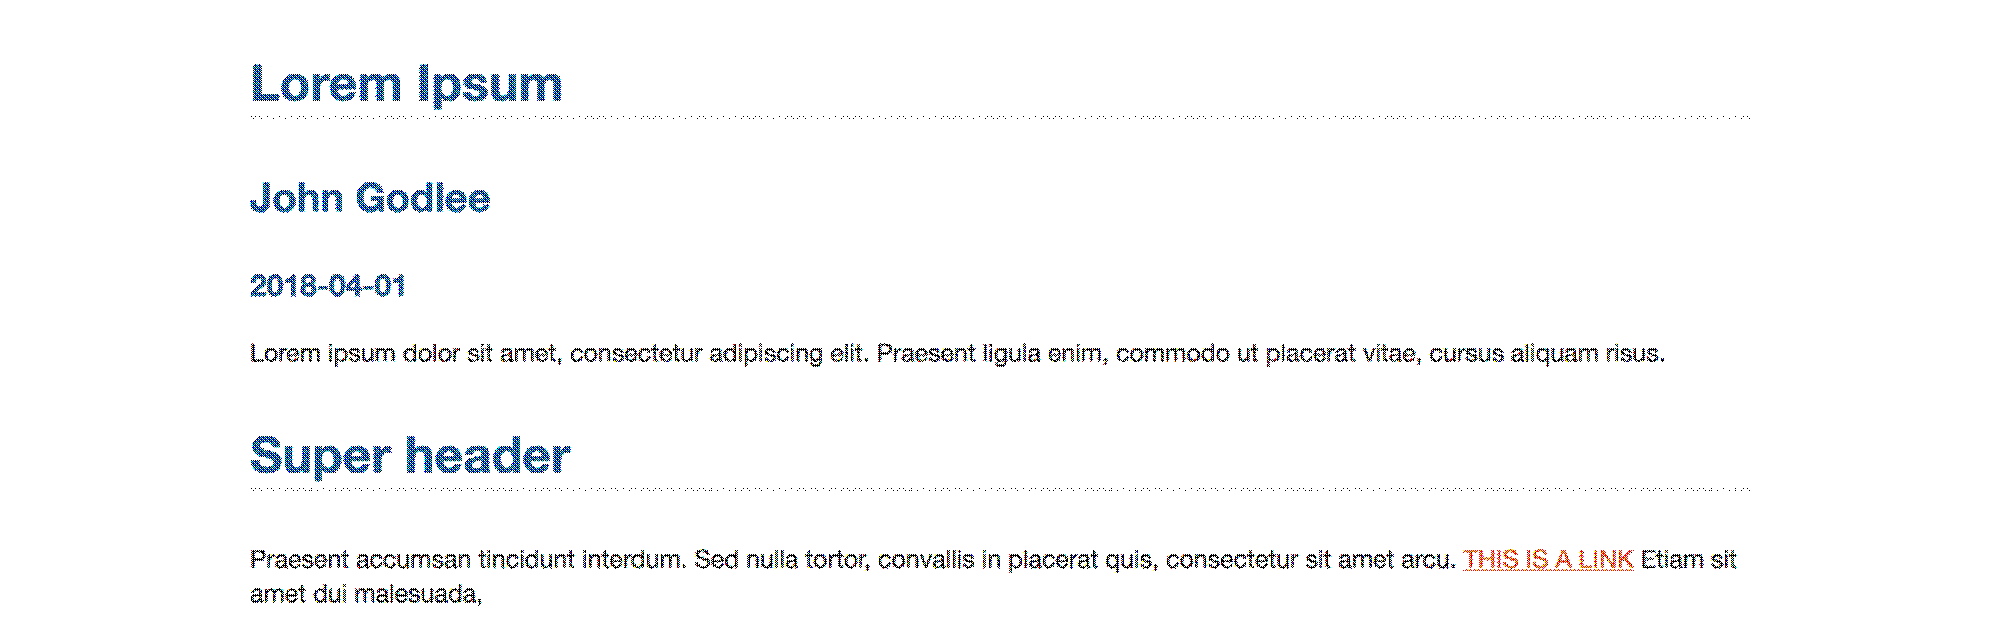 Lorem Ipsum
John Godlee
2018-04-01
Lorem ipsum dolor sit amet, consectetur adipiscing elit. Praesent ligula enim, commodo ut placerat vitae, cursus aliquam risus.
Super header
Praesent accumsan tincidunt interdum. Sed nulla tortor, convallis in placerat quis, consectetur sit amet arcu. THIS IS A LINK Etiam sit
amet dui malesuada,